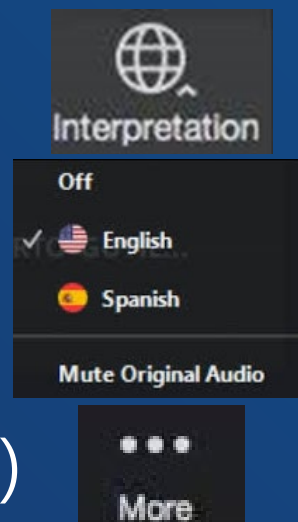 Interpretation
Off
✓ English
Spanish
Mute Original Audio
)
More